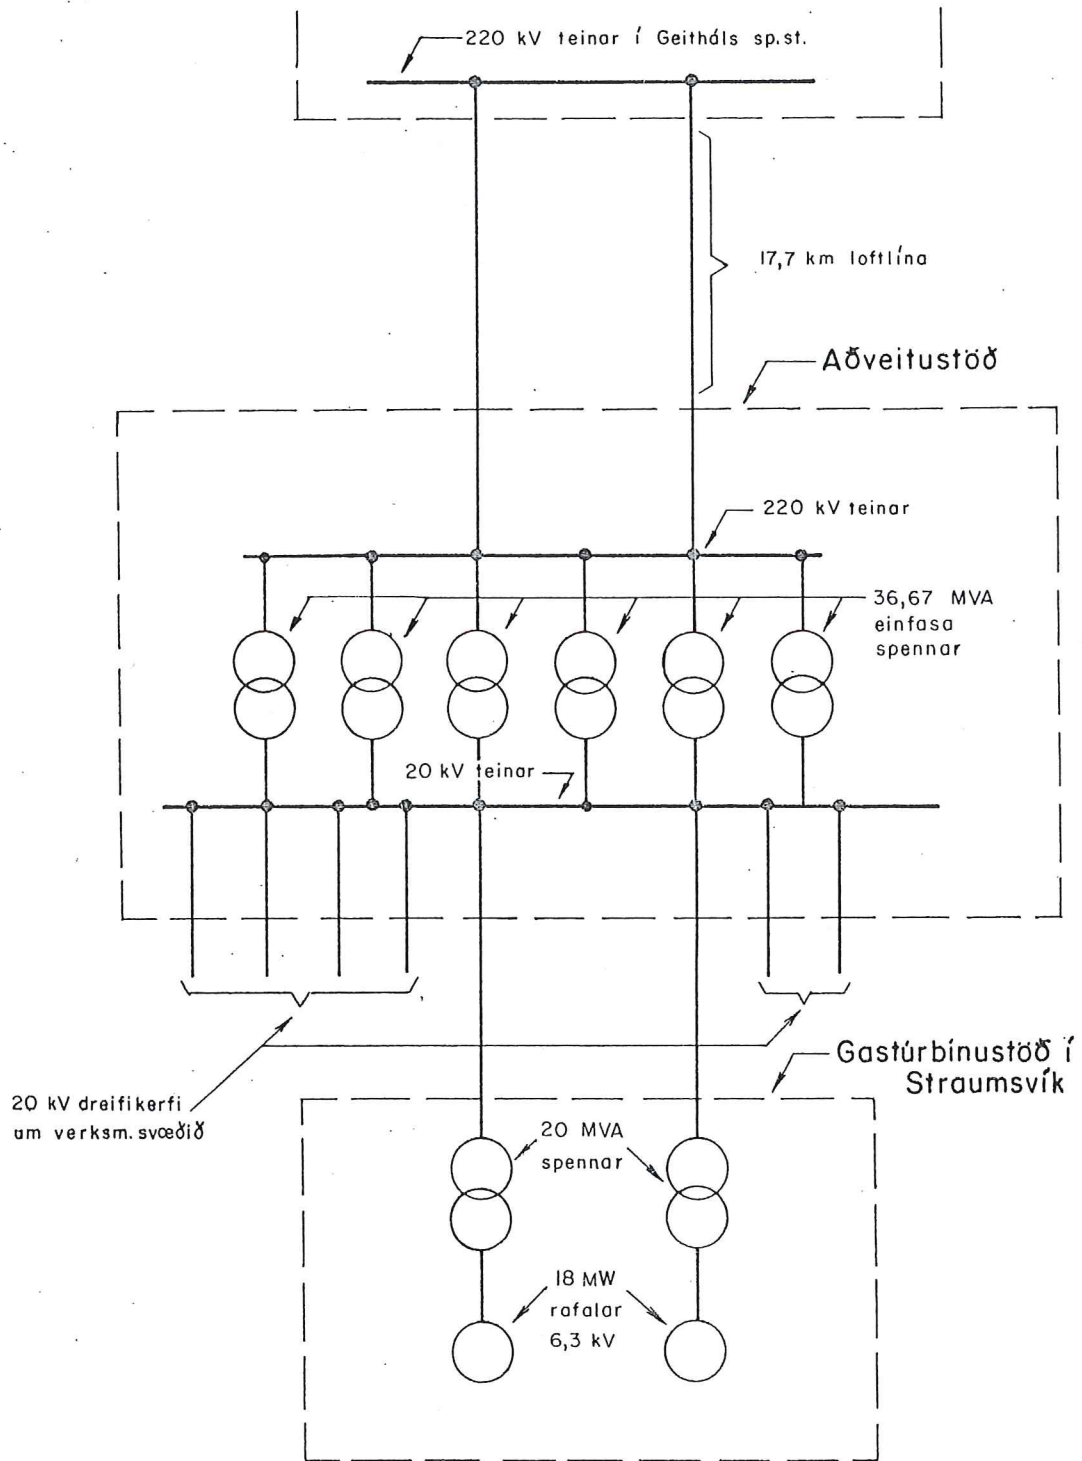 220 kV teinar í Geitháls sp.st.
17,7 km loftlína
Aðveitustöð
220 kV teinar
36,67 MVA
einfasa
spennar
20 kV teinar
Gastúrbínustöð í
Straumsvík
20 kV dreifikerfi
um verksm.svœðið
20 MVA
spennar
18 MW
rafalar
6,3 kV